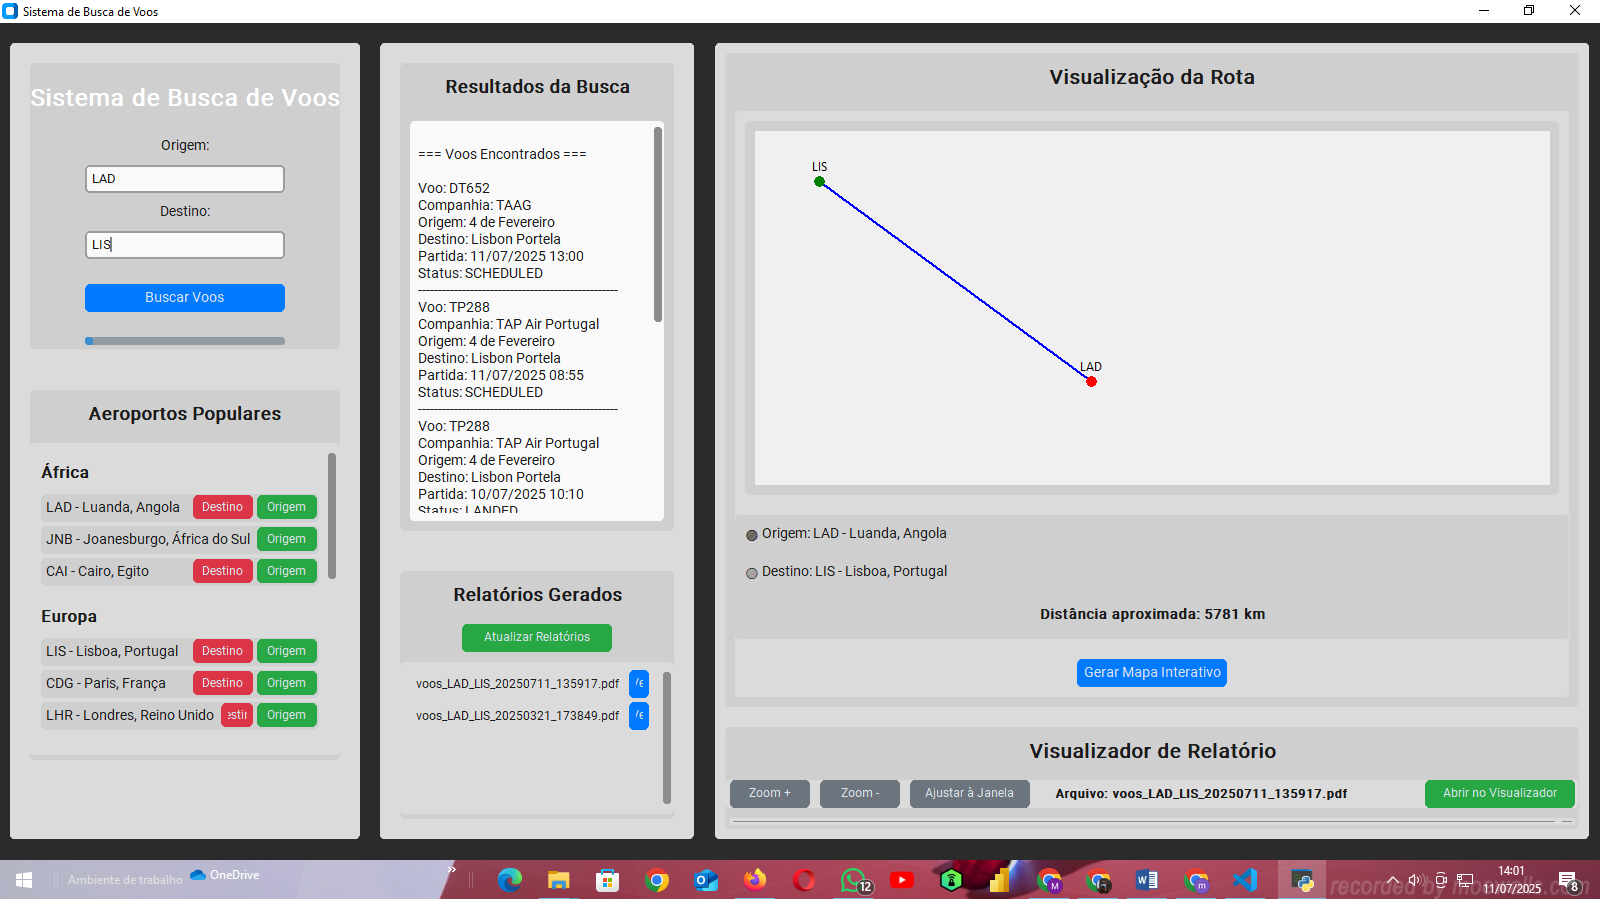 Sistema de Busca de Voos
Sistema de Busca de Voos
Origem:
LAD
Destino:
LIS
Buscar Voos
Aeroportos Populares
África
LAD - Luanda, Angola Destino Origem
JNB - Joanesburgo, África do Sul Origem
CAI - Cairo, Egito Destino Origem
Europa
LIS - Lisboa, Portugal Destino Origem
CDG - Paris, França Destino Origem
LHR - Londres, Reino Unido estin Origem
Resultados da Busca
=== Voos Encontrados ===
Voo: DT652
Companhia: TAAG
Origem: 4 de Fevereiro
Destino: Lisbon Portela
Partida: 11/07/2025 13:00
Status: SCHEDULED
--------------------------------------------------
Voo: TP288
Companhia: TAP Air Portugal
Origem: 4 de Fevereiro
Destino: Lisbon Portela
Partida: 11/07/2025 08:55
Status: SCHEDULED
--------------------------------------------------
Voo: TP288
Companhia: TAP Air Portugal
Origem: 4 de Fevereiro
Destino: Lisbon Portela
Partida: 10/07/2025 10:10
Status: LANDED
Relatórios Gerados
Atualizar Relatórios
voos_LAD_LIS_20250711_135917.pdf
voos_LAD_LIS_20250321_173849.pdf
Visualização da Rota
LIS
LAD
Origem: LAD - Luanda, Angola
Destino: LIS - Lisboa, Portugal
Distância aproximada: 5781 km
Gerar Mapa Interativo
Visualizador de Relatório
Zoom + Zoom - Ajustar à Janela Arquivo: voos_LAD_LIS_20250711_135917.pdf Abrir no Visualizador
Ambiente de trabalho OneDrive
12
14:01
11/07/2025
8
recorded by